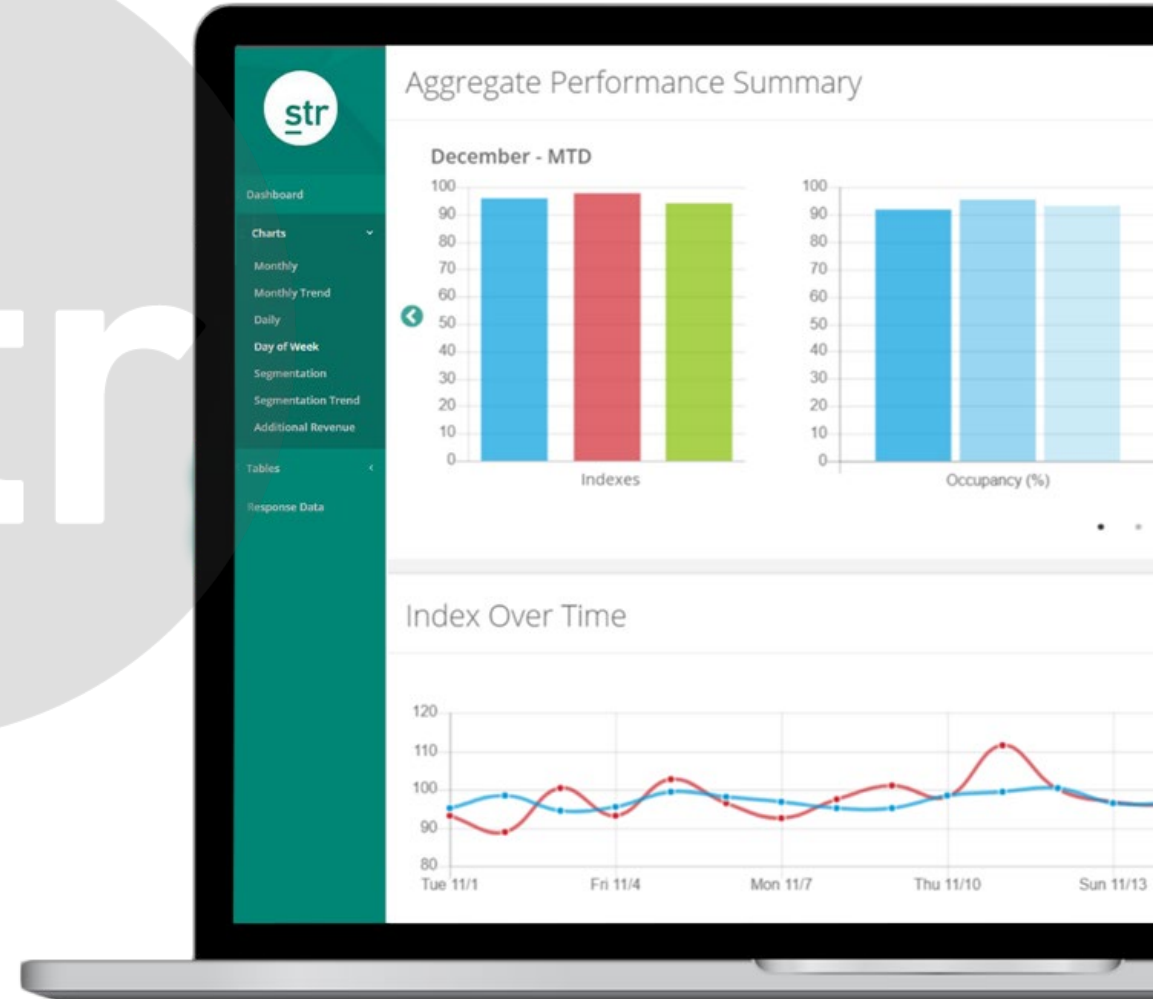 str
Dashboard
Charts
Monthly
Monthly Trend
Daily
Day of Week
Segmentation
Segmentation Trend
Additional Revenue
Tables
Response Data
Aggregate Performance Summary
December - MTD
100
90
80
70
60
50
40
30
20
10
0
Indexes
100
90
80
70
60
50
40
30
20
10
0
Occupancy (%)
Index Over Time
120
110
100
90
80
Tue 11/1
Fri 11/4
Mon 11/7
Thu 11/10
Sun 11/13
tr